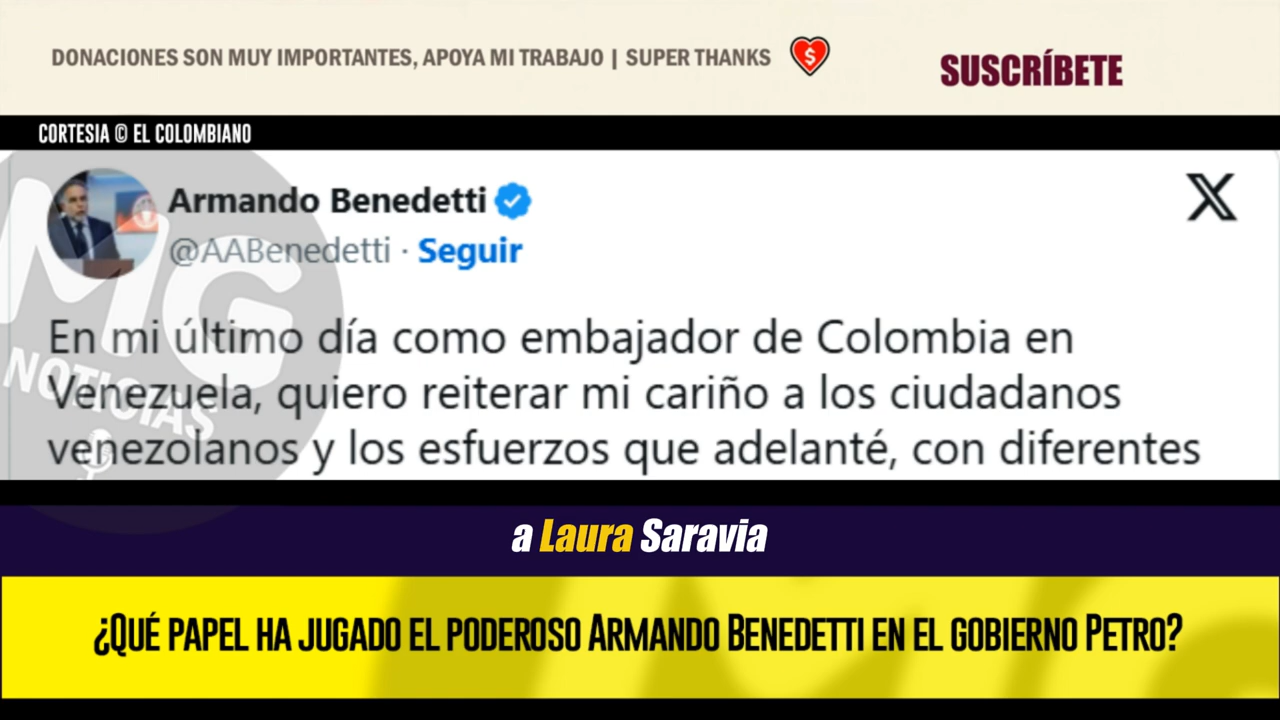 DONACIONES SON MUY IMPORTANTES, APOYA MI TRABAJO | SUPER THANKS
SUSCRÍBETE
CORTESIA © EL COLOMBIANO
Armando Benedetti
@AABenedetti · Seguir
En mi último día como embajador de Colombia en
Venezuela, quiero reiterar mi cariño a los ciudadanos
venezolanos y los esfuerzos que adelanté, con diferentes
MG
NOTICIAS
a Laura Saravia
¿QUÉ PAPEL HA JUGADO EL PODEROSO ARMANDO BENEDETTI EN EL GOBIERNO PETRO?